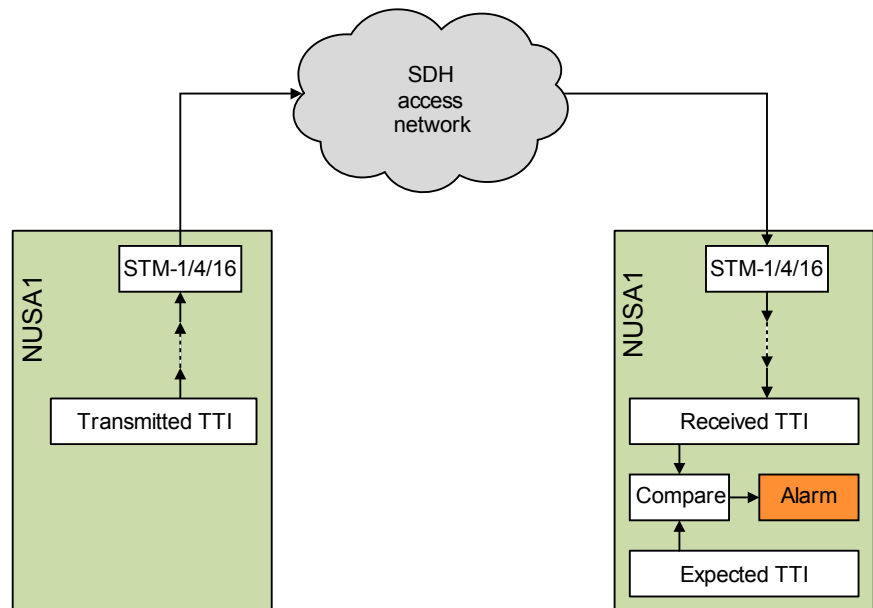 SDH
access
network
NUSA1
STM-1/4/16
Transmitted TTI
NUSA1
STM-1/4/16
Received TTI
Compare
Alarm
Expected TTI